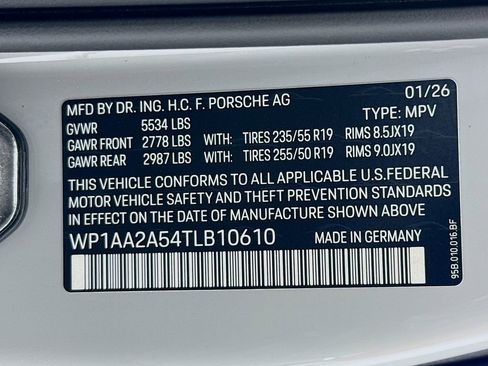 MFD BY DR. ING. H.C. F. PORSCHE AG 01/26
GVWR 5534 LBS TYPE: MPV
GAWR FRONT 2778 LBS WITH: TIRES 235/55 R19 RIMS 8.5JX19
GAWR REAR 2987 LBS WITH: TIRES 255/50 R19 RIMS 9.0JX19
THIS VEHICLE CONFORMS TO ALL APPLICABLE U.S.FEDERAL
MOTOR VEHICLE SAFETY AND THEFT PREVENTION STANDARDS
IN EFFECT ON THE DATE OF MANUFACTURE SHOWN ABOVE
WP1AA2A54TLB10610 MADE IN GERMANY
95B.010.016.BF